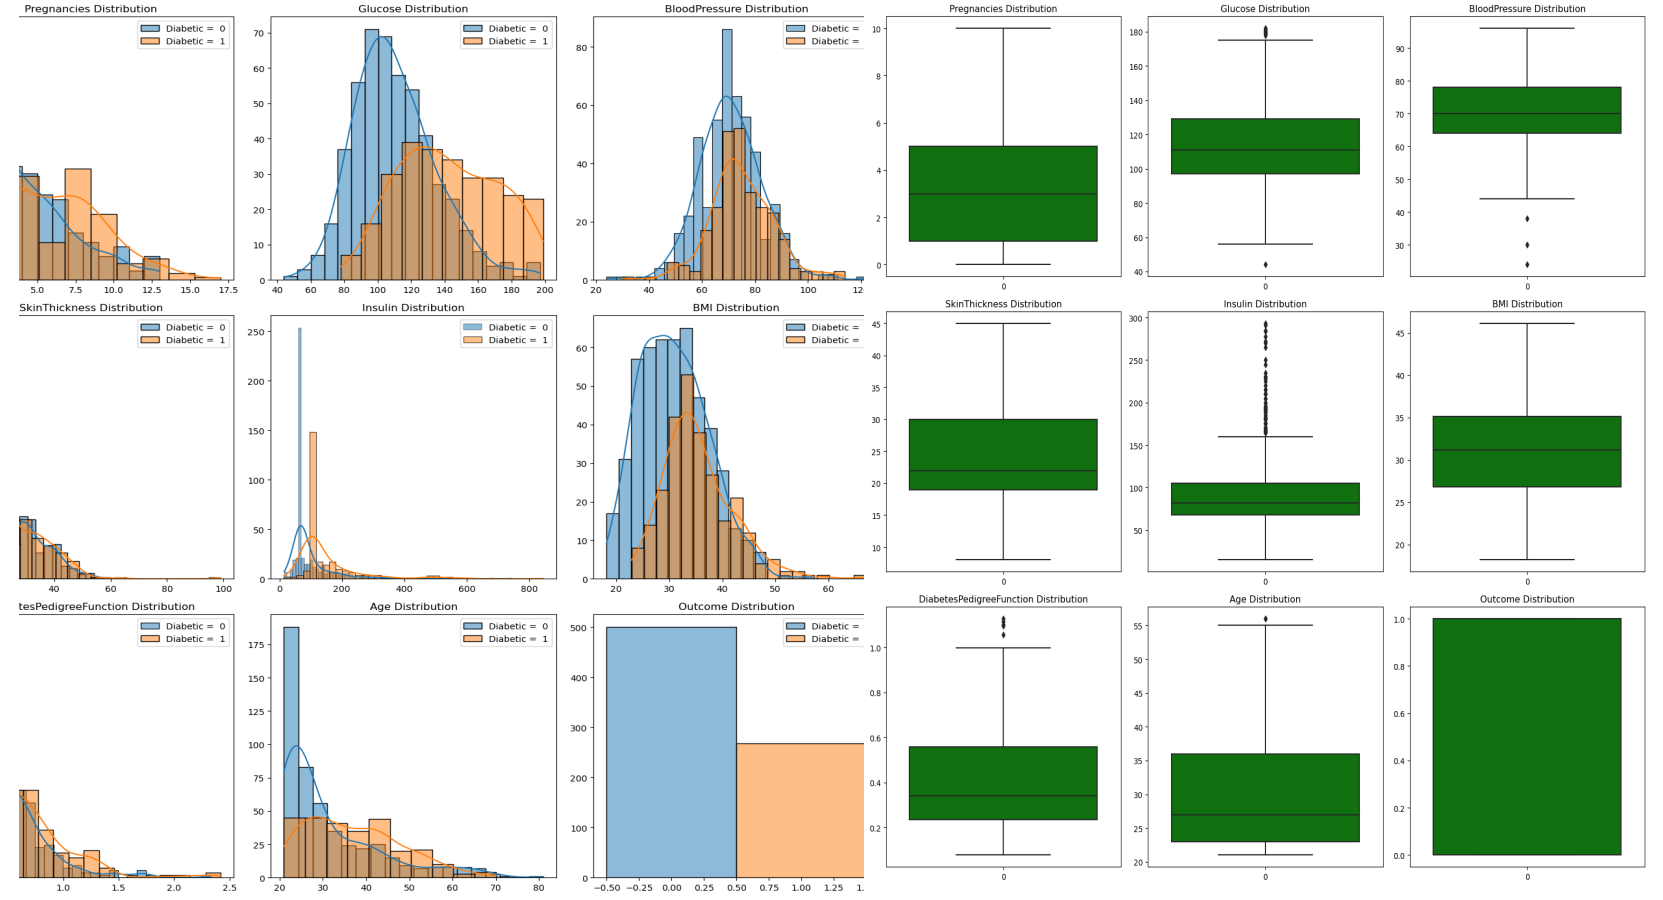 Pregnancies Distribution
Glucose Distribution
BloodPressure Distribution
Pregnancies Distribution
Glucose Distribution
BloodPressure Distribution
Diabetic = 0
Diabetic = 1
Diabetic = 0
Diabetic = 1
Diabetic =
Diabetic =
70
60
50
40
30
20
10
0
80
60
40
20
0
10
8
6
4
2
0
180
160
140
120
100
80
60
40
90
80
70
60
50
40
30
5.0 7.5 10.0 12.5 15.0 17.5
40 60 80 100 120 140 160 180 200
20 40 60 80 100 12
0
0
0
SkinThickness Distribution
Insulin Distribution
BMI Distribution
SkinThickness Distribution
Insulin Distribution
BMI Distribution
Diabetic = 0
Diabetic = 1
Diabetic = 0
Diabetic = 1
Diabetic =
Diabetic =
250
200
150
100
50
0
60
50
40
30
20
10
0
45
40
35
30
25
20
15
10
300
250
200
150
100
50
45
40
35
30
25
20
40 60 80 100
0 200 400 600 800
20 30 40 50 60
0
0
0
tesPedigreeFunction Distribution
Age Distribution
Outcome Distribution
DiabetesPedigreeFunction Distribution
Age Distribution
Outcome Distribution
Diabetic = 0
Diabetic = 1
Diabetic = 0
Diabetic = 1
Diabetic =
Diabetic =
175
150
125
100
75
50
25
0
500
400
300
200
100
0
1.0
0.8
0.6
0.4
0.2
55
50
45
40
35
30
25
20
1.0
0.8
0.6
0.4
0.2
0.0
1.0 1.5 2.0 2.5
20 30 40 50 60 70 80
−0.50 −0.25 0.00 0.25 0.50 0.75 1.00 1.25 1.
0
0
0